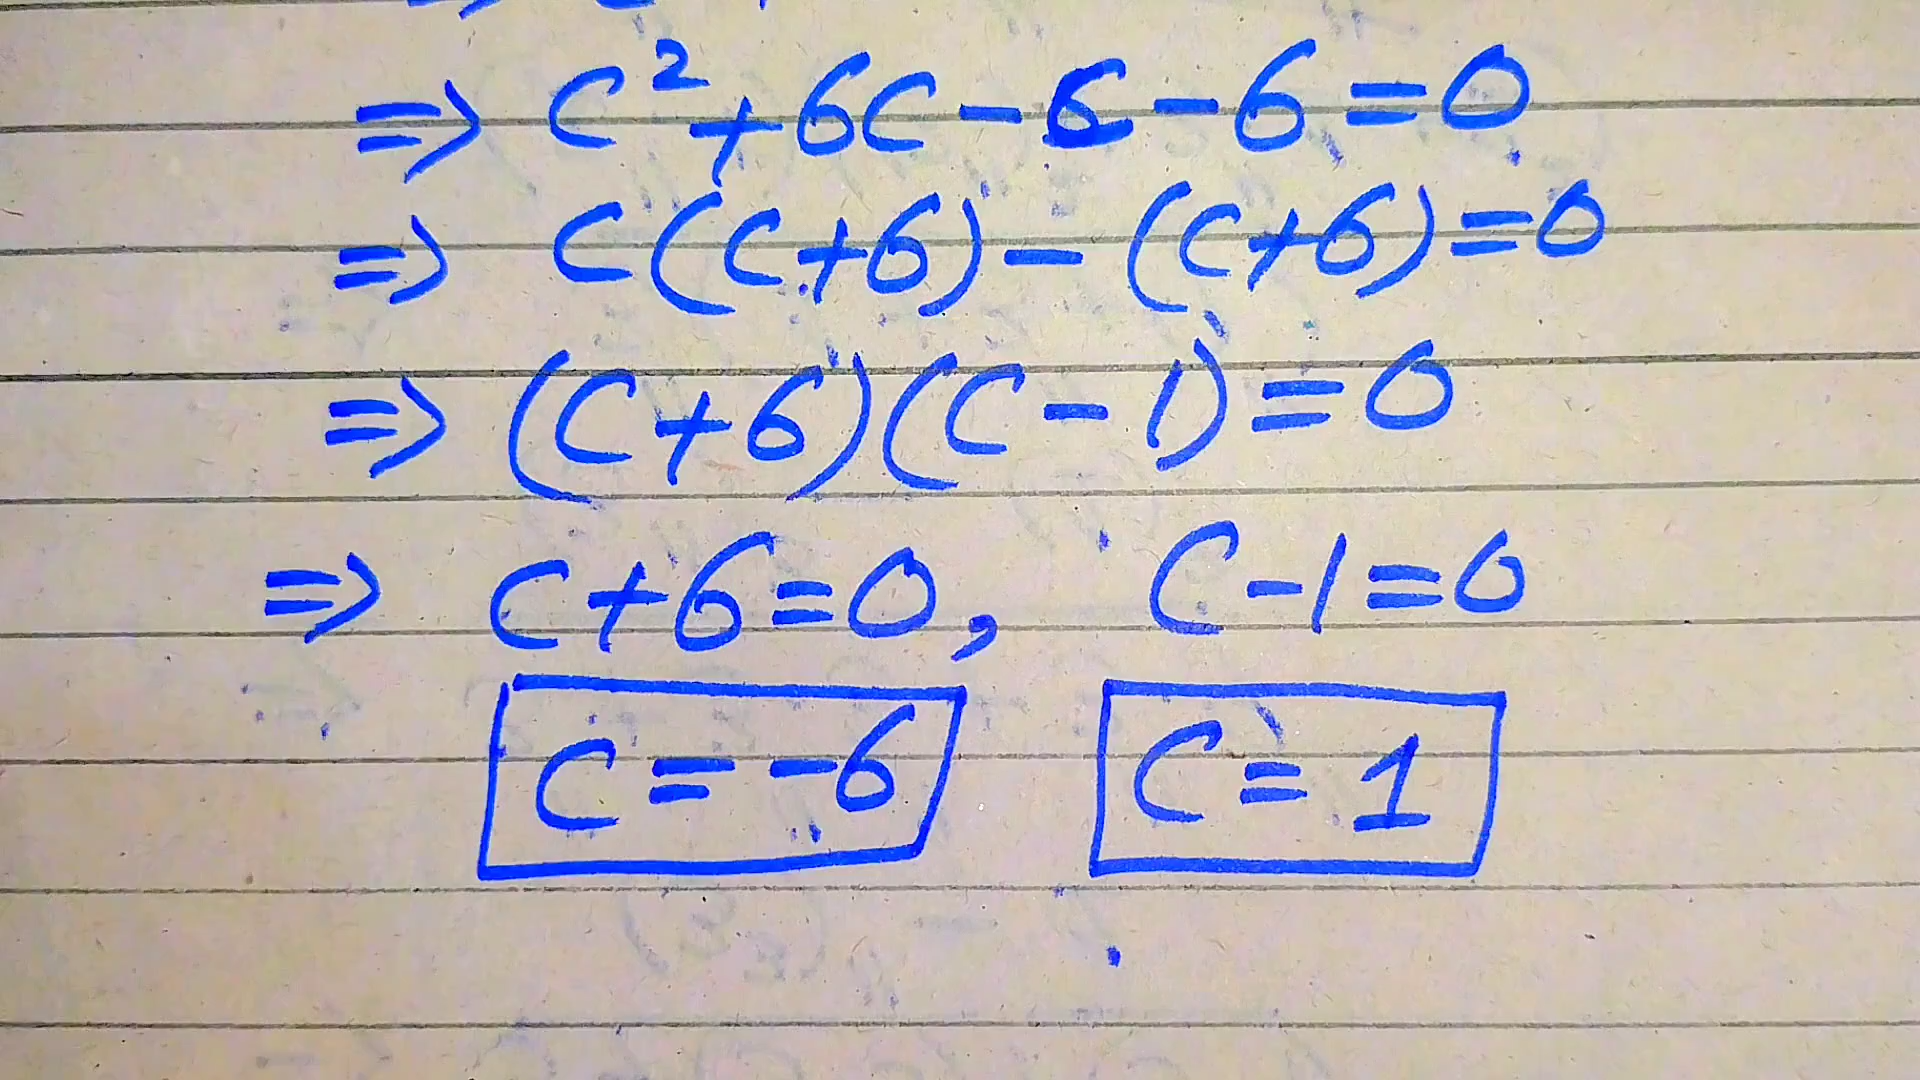 ⇒ c² + 6c - c - 6 = 0
⇒ c(c+6) - (c+6) = 0
⇒ (c+6)(c-1) = 0
⇒ c+6=0, c-1=0
c = -6 c = 1